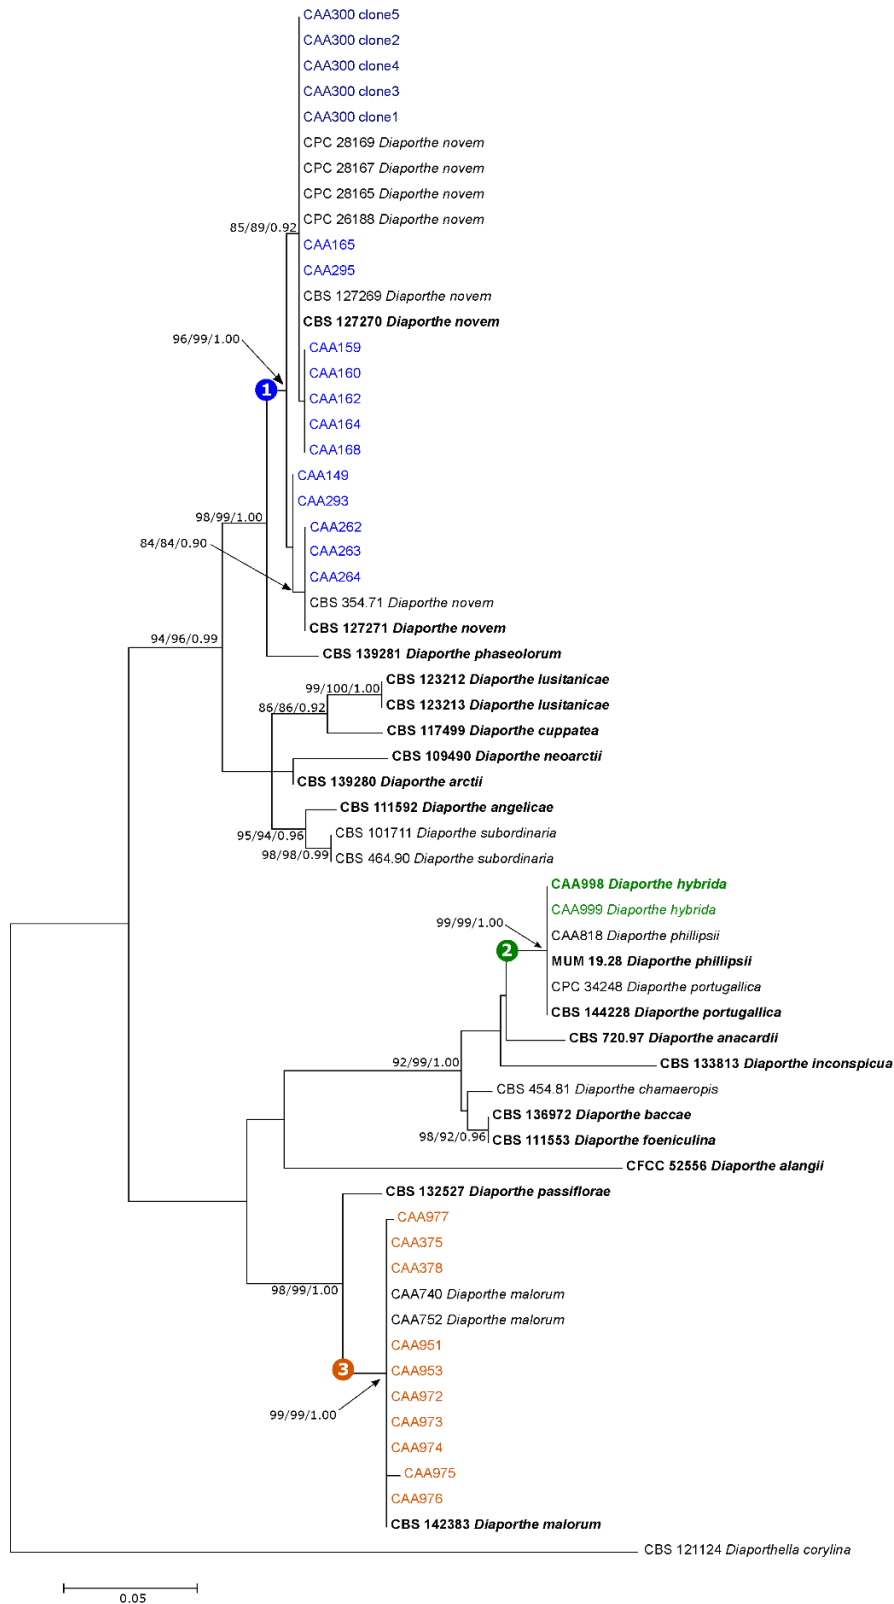 CAA300 clone5
CAA300 clone2
CAA300 clone4
CAA300 clone3
CAA300 clone1
CPC 28169 Diaporthe novem
CPC 28167 Diaporthe novem
CPC 28165 Diaporthe novem
CPC 26188 Diaporthe novem
85/89/0.92
CAA165
CAA295
CBS 127269 Diaporthe novem
CBS 127270 Diaporthe novem
96/99/1.00
CAA159
CAA160
1
CAA162
CAA164
CAA168
CAA149
CAA293
98/99/1.00
CAA262
84/84/0.90
CAA263
CAA264
CBS 354.71 Diaporthe novem
CBS 127271 Diaporthe novem
94/96/0.99
CBS 139281 Diaporthe phaseolorum
CBS 123212 Diaporthe lusitanicae
99/100/1.00
CBS 123213 Diaporthe lusitanicae
86/86/0.92
CBS 117499 Diaporthe cuppatea
CBS 109490 Diaporthe neoarctii
CBS 139280 Diaporthe arctii
CBS 111592 Diaporthe angelicae
95/94/0.96
CBS 101711 Diaporthe subordinaria
98/98/0.99
CBS 464.90 Diaporthe subordinaria
CAA998 Diaporthe hybrida
CAA999 Diaporthe hybrida
99/99/1.00
CAA818 Diaporthe phillipsii
2
MUM 19.28 Diaporthe phillipsii
CPC 34248 Diaporthe portugallica
CBS 144228 Diaporthe portugallica
CBS 720.97 Diaporthe anacardii
92/99/1.00
CBS 133813 Diaporthe inconspicua
CBS 454.81 Diaporthe chamaeropis
CBS 136972 Diaporthe baccae
98/92/0.96
CBS 111553 Diaporthe foeniculina
CFCC 52556 Diaporthe alangii
CBS 132527 Diaporthe passiflorae
CAA977
CAA375
CAA378
98/99/1.00
CAA740 Diaporthe malorum
CAA752 Diaporthe malorum
CAA951
3
CAA953
CAA972
99/99/1.00
CAA973
CAA974
CAA975
CAA976
CBS 142383 Diaporthe malorum
CBS 121124 Diaporthella corylina
0.05